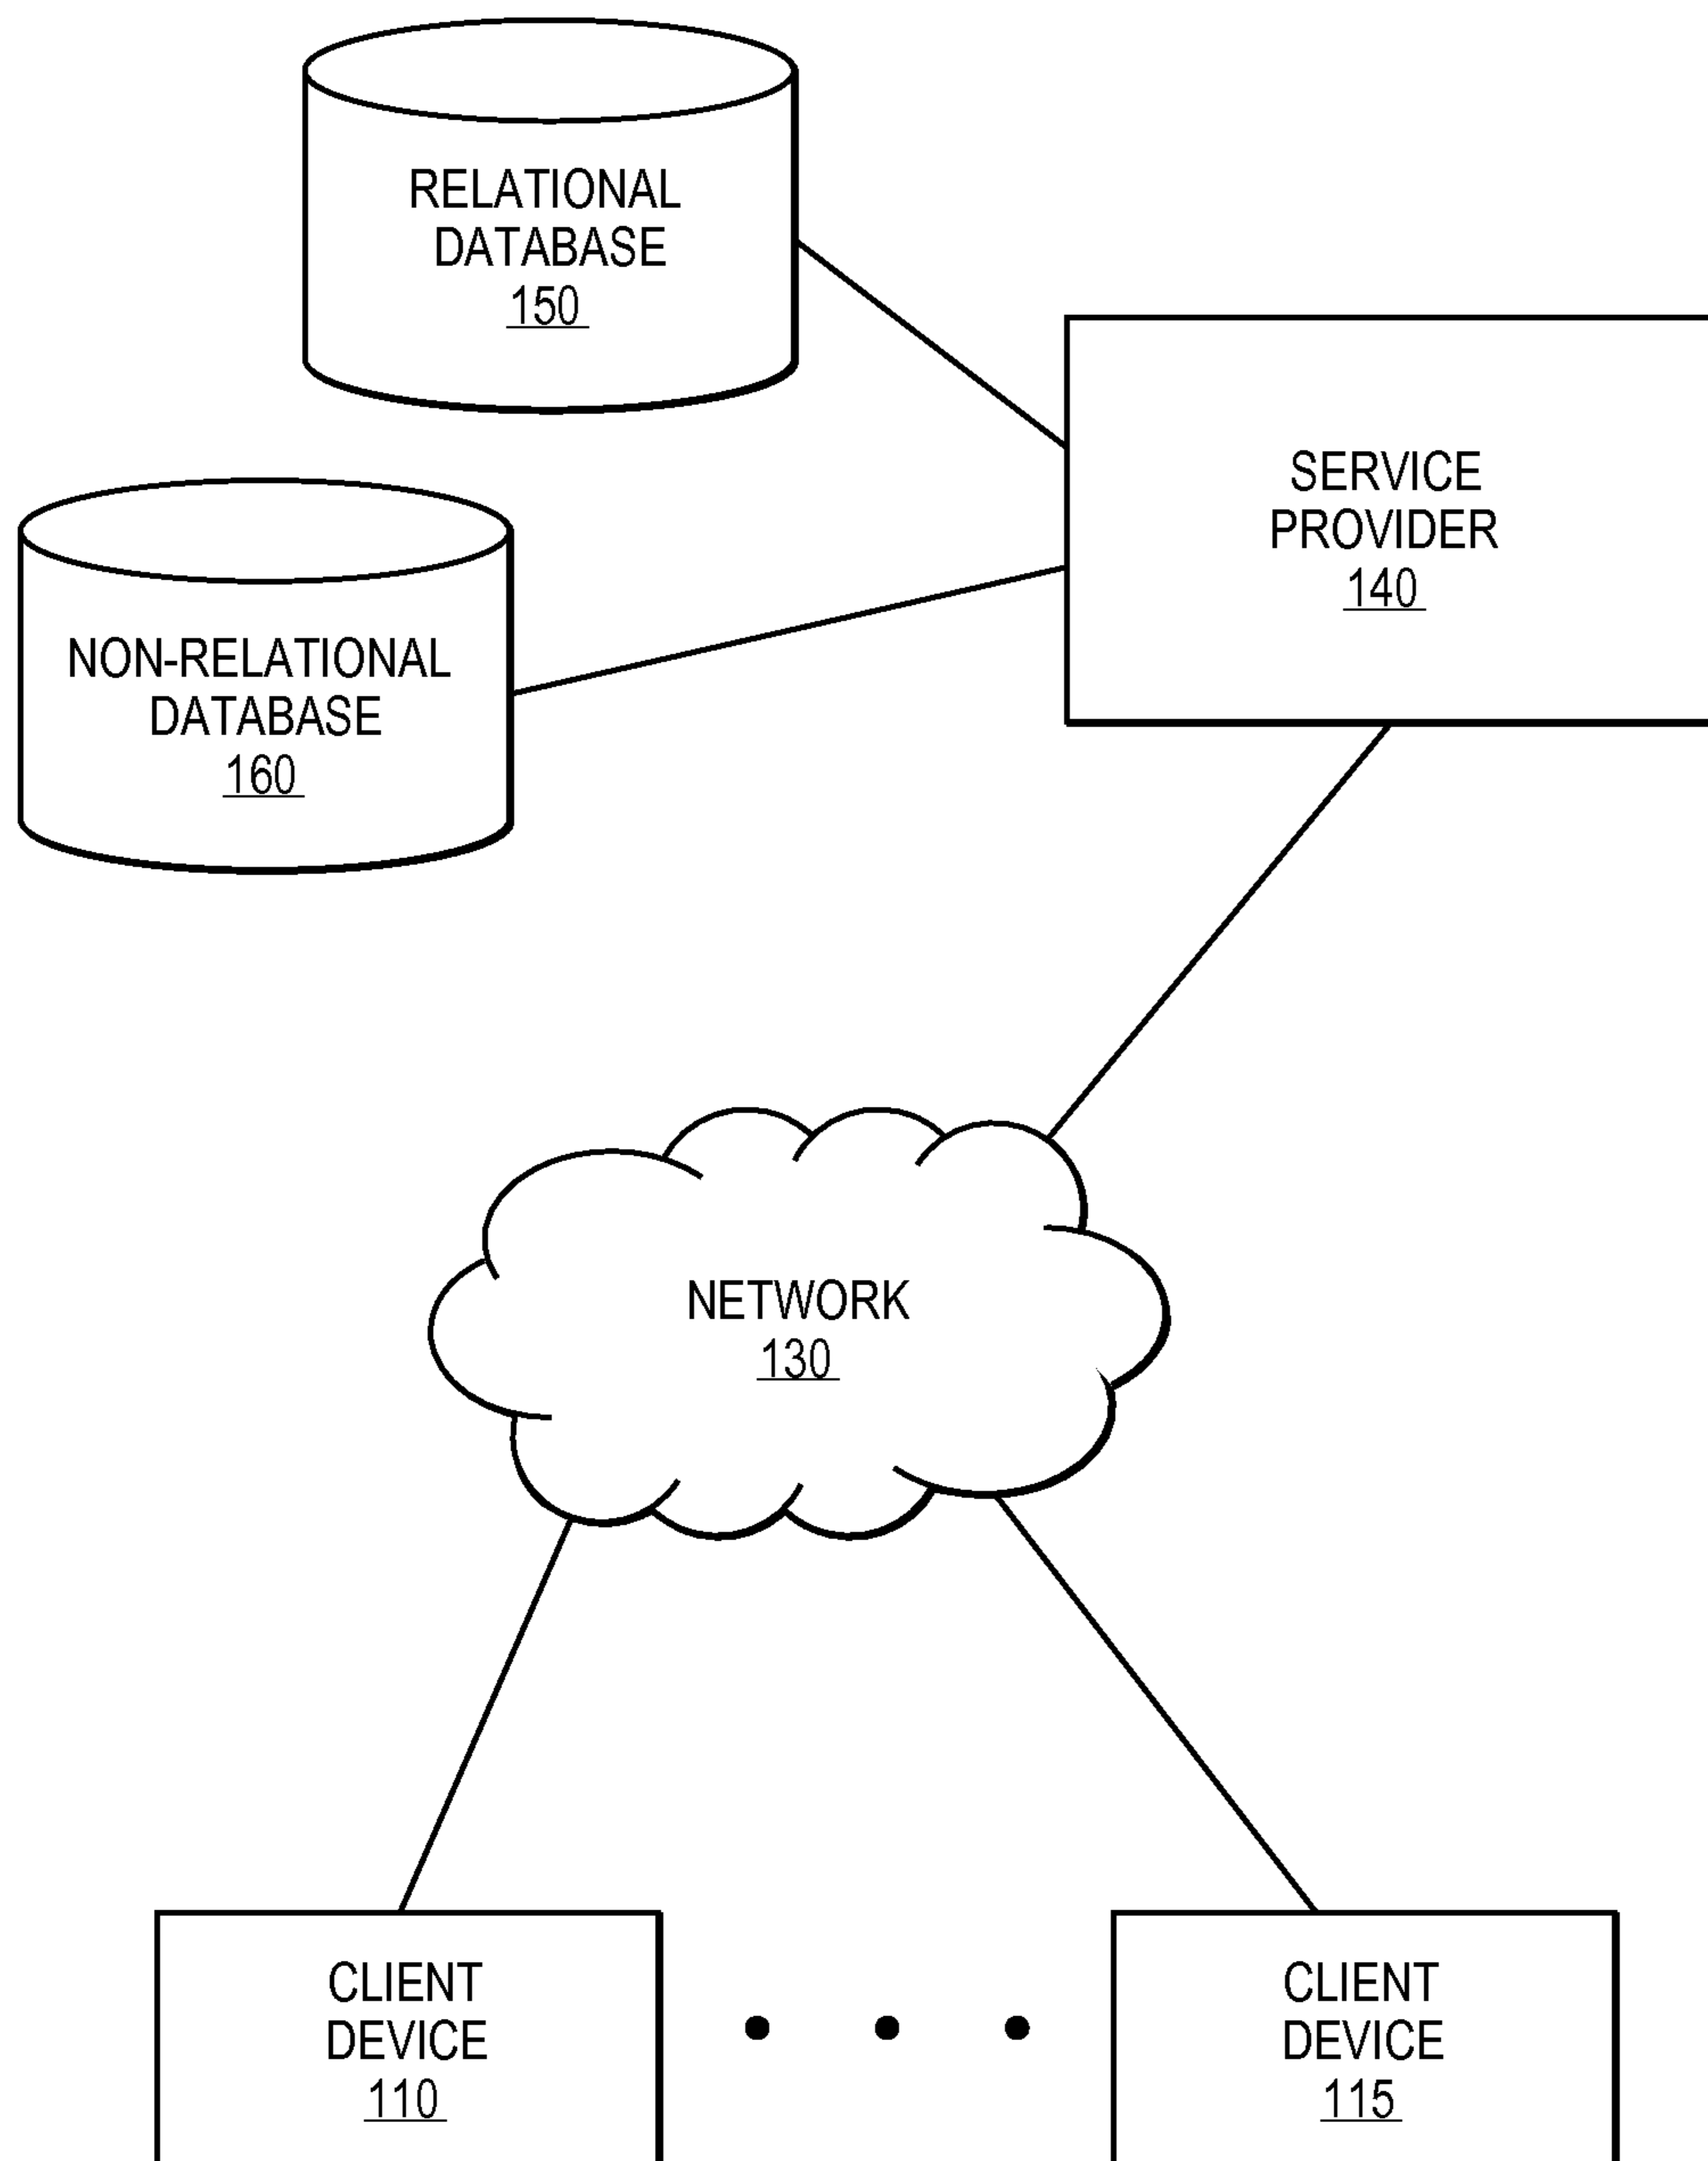 RELATIONAL
DATABASE
150
SERVICE
PROVIDER
140
NON-RELATIONAL
DATABASE
160
NETWORK
130
CLIENT
DEVICE
110
CLIENT
DEVICE
115